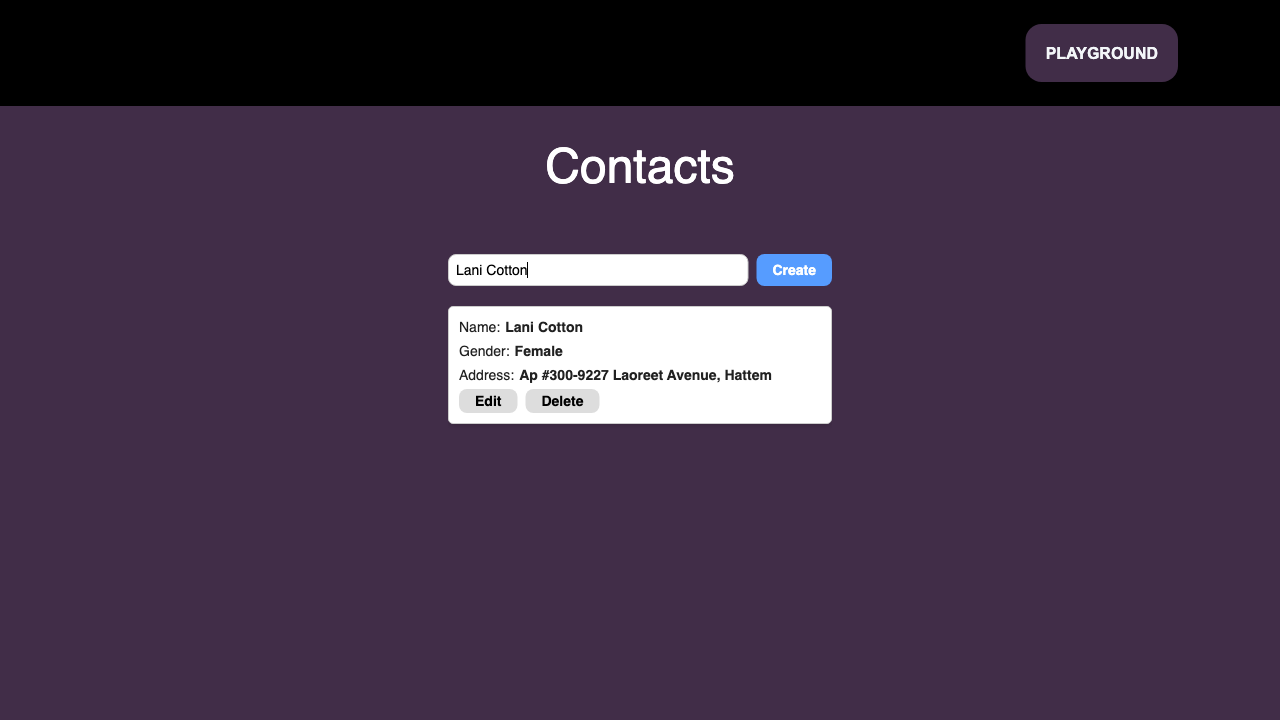 PLAYGROUND
Contacts
Lani Cotton
Create
Name: Lani Cotton
Gender: Female
Address: Ap #300-9227 Laoreet Avenue, Hattem
Edit Delete